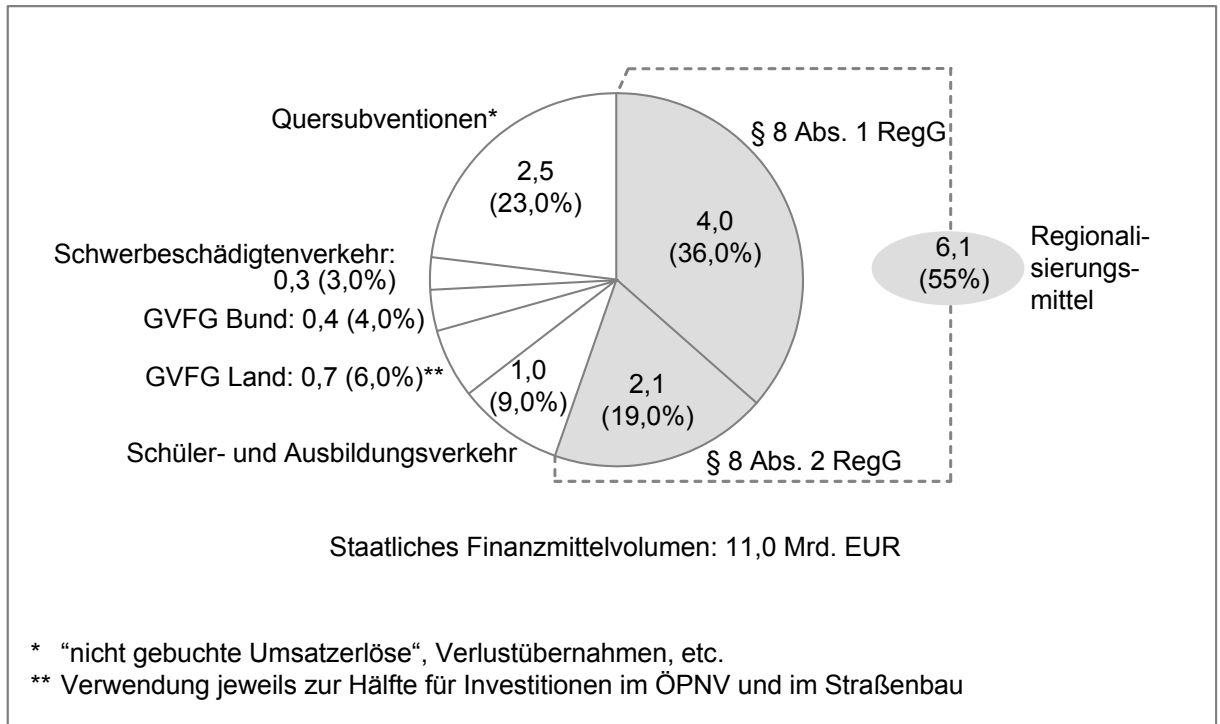 Quersubventionen*
2,5
(23,0%)
§ 8 Abs. 1 RegG
4,0
(36,0%)
6,1
(55%)
Regionali-
sierungs-
mittel
Schwerbeschädigtenverkehr:
0,3 (3,0%)
GVFG Bund: 0,4 (4,0%)
GVFG Land: 0,7 (6,0%)**
1,0
(9,0%)
2,1
(19,0%)
Schüler- und Ausbildungsverkehr
§ 8 Abs. 2 RegG
Staatliches Finanzmittelvolumen: 11,0 Mrd. EUR
* “nicht gebuchte Umsatzerlöse“, Verlustübernahmen, etc.
** Verwendung jeweils zur Hälfte für Investitionen im ÖPNV und im Straßenbau